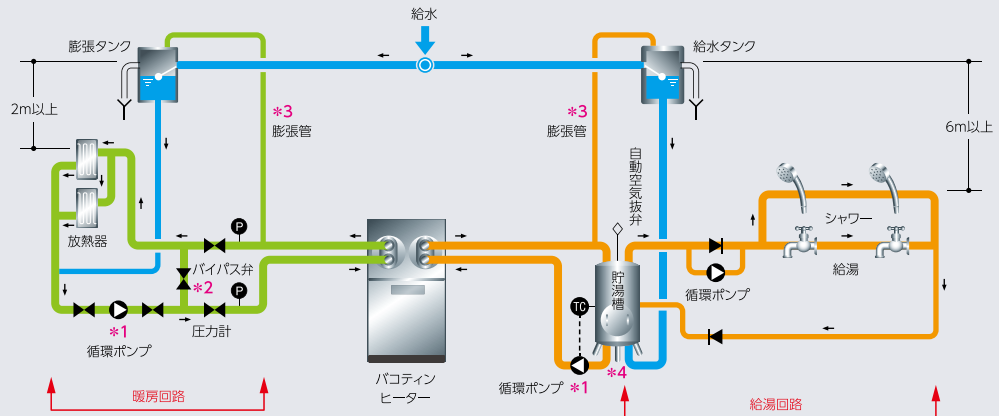 給水
膨張タンク
給水タンク
2m以上
*3
膨張管
*3
膨張管
6m以上
自動空気抜弁
シャワー
放熱器
P
バイパス弁
*2
P
圧力計
*1
循環ポンプ
貯湯槽
TC
循環ポンプ
給湯
循環ポンプ *1
*4
バコティン
ヒーター
暖房回路
給湯回路